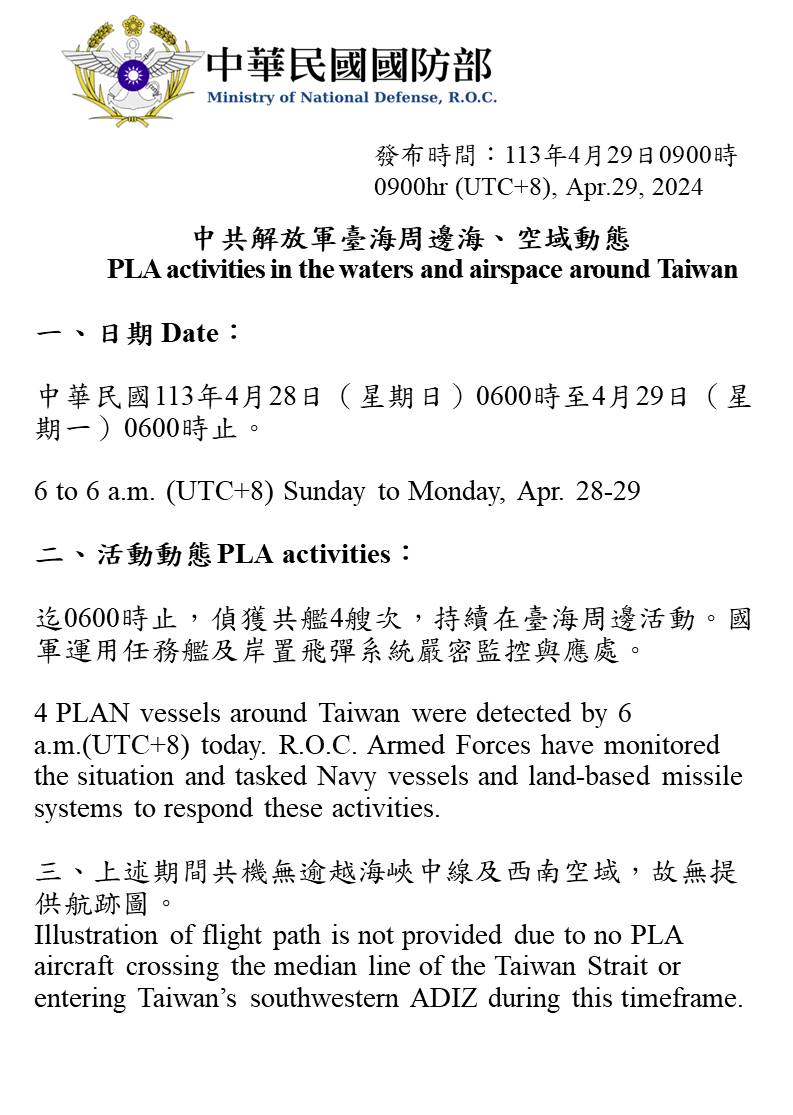 中華民國國防部
Ministry of National Defense, R.O.C.
發布時間：113年4月29日0900時
0900hr (UTC+8), Apr.29, 2024
中共解放軍臺海周邊海、空域動態
PLA activities in the waters and airspace around Taiwan
一、日期 Date：
中華民國113年4月28日（星期日）0600時至4月29日（星
期一）0600時止。
6 to 6 a.m. (UTC+8) Sunday to Monday, Apr. 28-29
二、活動動態 PLA activities：
迄0600時止，偵獲共艦4艘次，持續在臺海周邊活動。國
軍運用任務艦及岸置飛彈系統嚴密監控與應處。
4 PLAN vessels around Taiwan were detected by 6
a.m.(UTC+8) today. R.O.C. Armed Forces have monitored
the situation and tasked Navy vessels and land-based missile
systems to respond these activities.
三、上述期間共機無逾越海峽中線及西南空域，故無提
供航跡圖。
Illustration of flight path is not provided due to no PLA
aircraft crossing the median line of the Taiwan Strait or
entering Taiwan’s southwestern ADIZ during this timeframe.